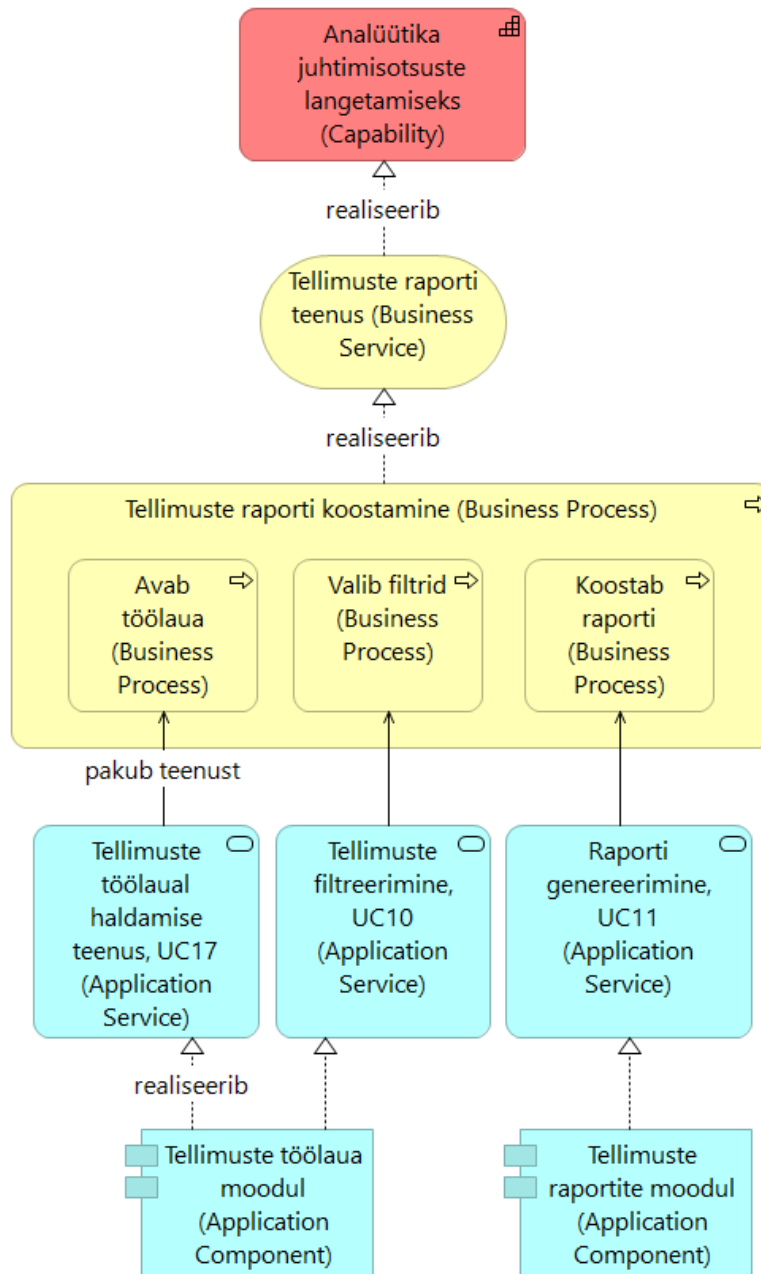 Analüütika
juhtimisotsuste
langetamiseks
(Capability)
realiseerib
Tellimuste raporti
teenus (Business
Service)
realiseerib
Tellimuste raporti koostamine (Business Process)
Avab
töölaua
(Business
Process)
Valib filtrid
(Business
Process)
Koostab
raporti
(Business
Process)
pakub teenust
Tellimuste
töölaual
haldamise
teenus, UC17
(Application
Service)
Tellimuste
filtreerimine,
UC10
(Application
Service)
Raporti
genereerimine,
UC11
(Application
Service)
realiseerib
Tellimuste töölaua
moodul
(Application
Component)
Tellimuste
raportite moodul
(Application
Component)